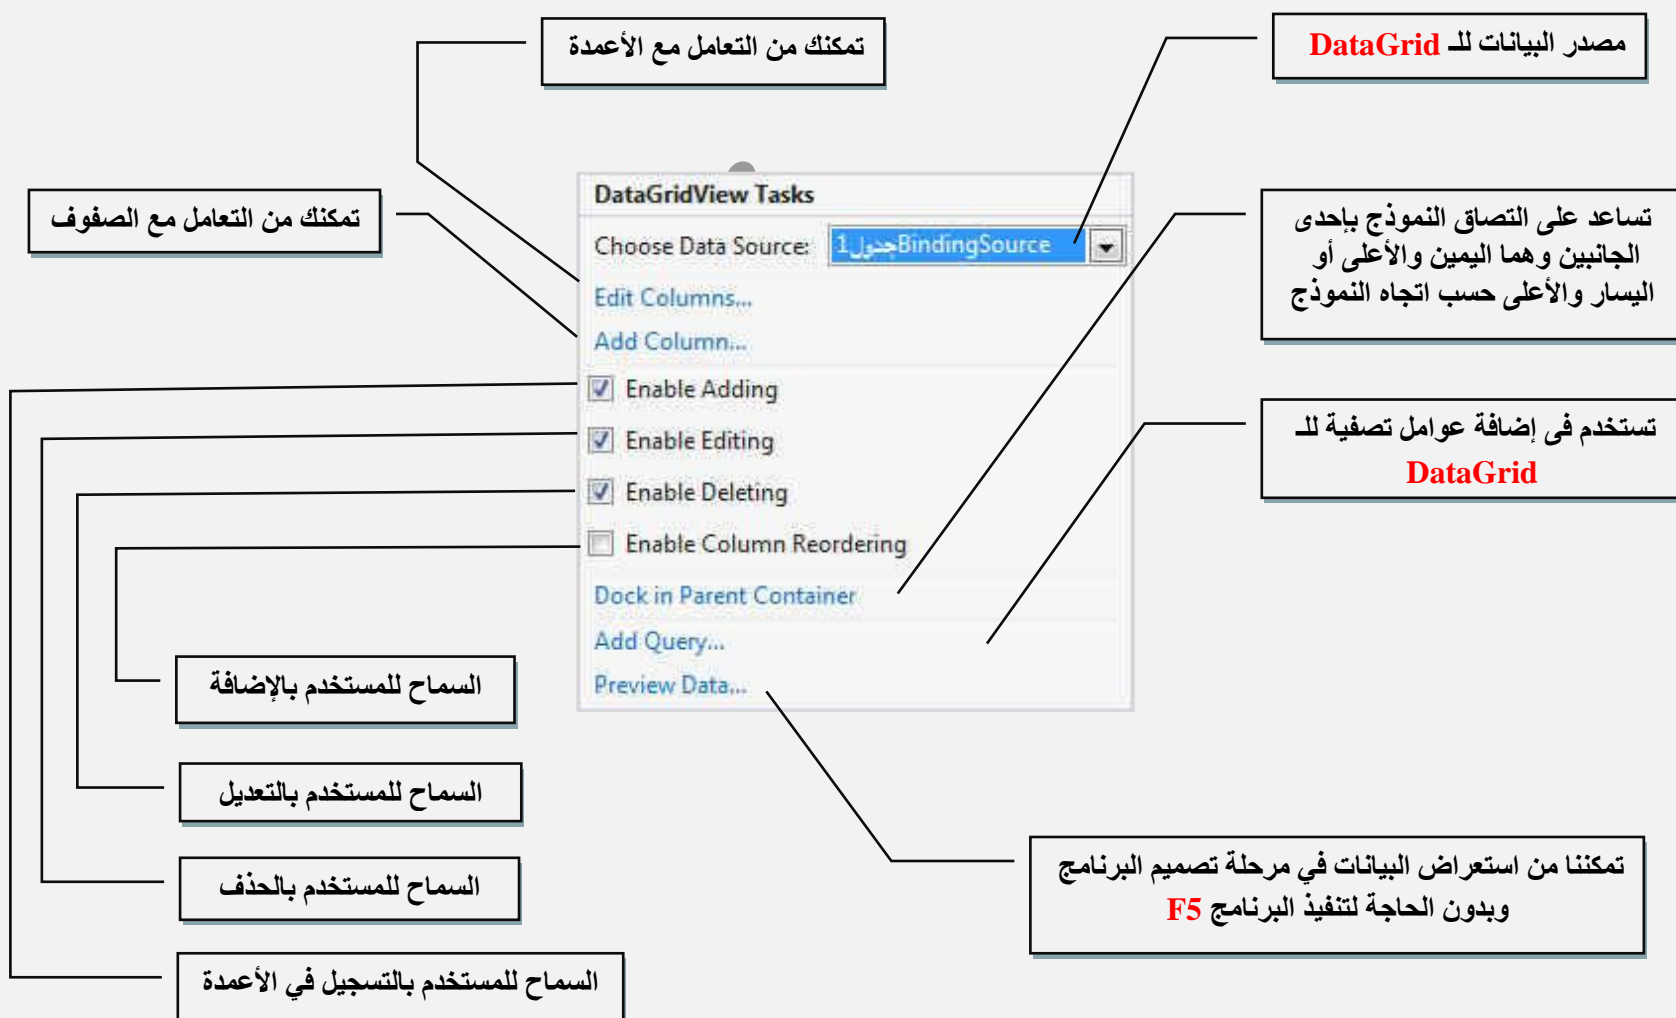 تمكنك من التعامل مع الأعمدة
مصدر البيانات للـ DataGrid
تمكنك من التعامل مع الصفوف
DataGridView Tasks
Choose Data Source: جدول1BindingSource
Edit Columns...
Add Column...
Enable Adding
Enable Editing
Enable Deleting
Enable Column Reordering
Dock in Parent Container
Add Query...
Preview Data...
تساعد على التصاق النموذج بإحدى
الجانبين وهما اليمين والأعلى أو
اليسار والأعلى حسب اتجاه النموذج
تستخدم فى إضافة عوامل تصفية للـ
DataGrid
السماح للمستخدم بالإضافة
السماح للمستخدم بالتعديل
السماح للمستخدم بالحذف
السماح للمستخدم بالتسجيل في الأعمدة
تمكننا من استعراض البيانات في مرحلة تصميم البرنامج
وبدون الحاجة لتنفيذ البرنامج F5